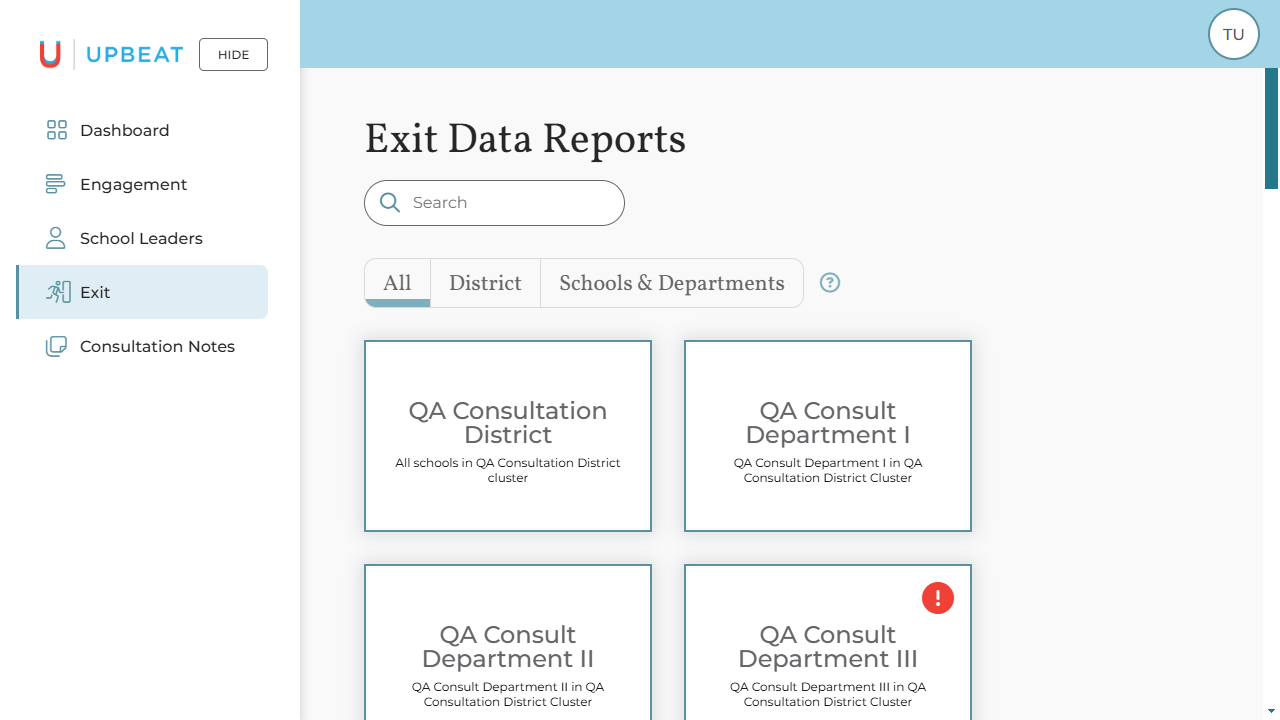 UPBEAT
HIDE
TU
Dashboard
Engagement
School Leaders
Exit
Consultation Notes
Exit Data Reports
Search
All
District
Schools & Departments
?
QA Consultation
District
All schools in QA Consultation District
cluster
QA Consult
Department I
QA Consult Department I in QA
Consultation District Cluster
QA Consult
Department II
QA Consult Department II in QA
Consultation District Cluster
!
QA Consult
Department III
QA Consult Department III in QA
Consultation District Cluster